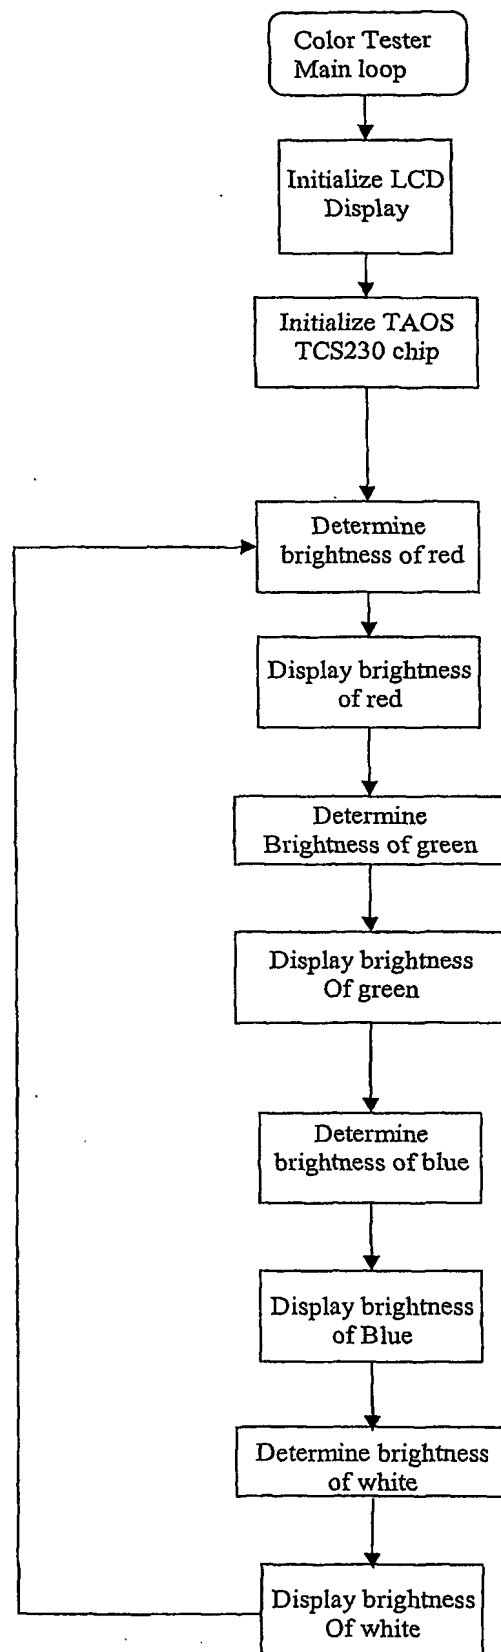 Color Tester
Main loop
Initialize LCD
Display
Initialize TAOS
TCS230 chip
Determine
brightness of red
Display brightness
of red
Determine
Brightness of green
Display brightness
Of green
Determine
brightness of blue
Display brightness
of Blue
Determine brightness
of white
Display brightness
Of white